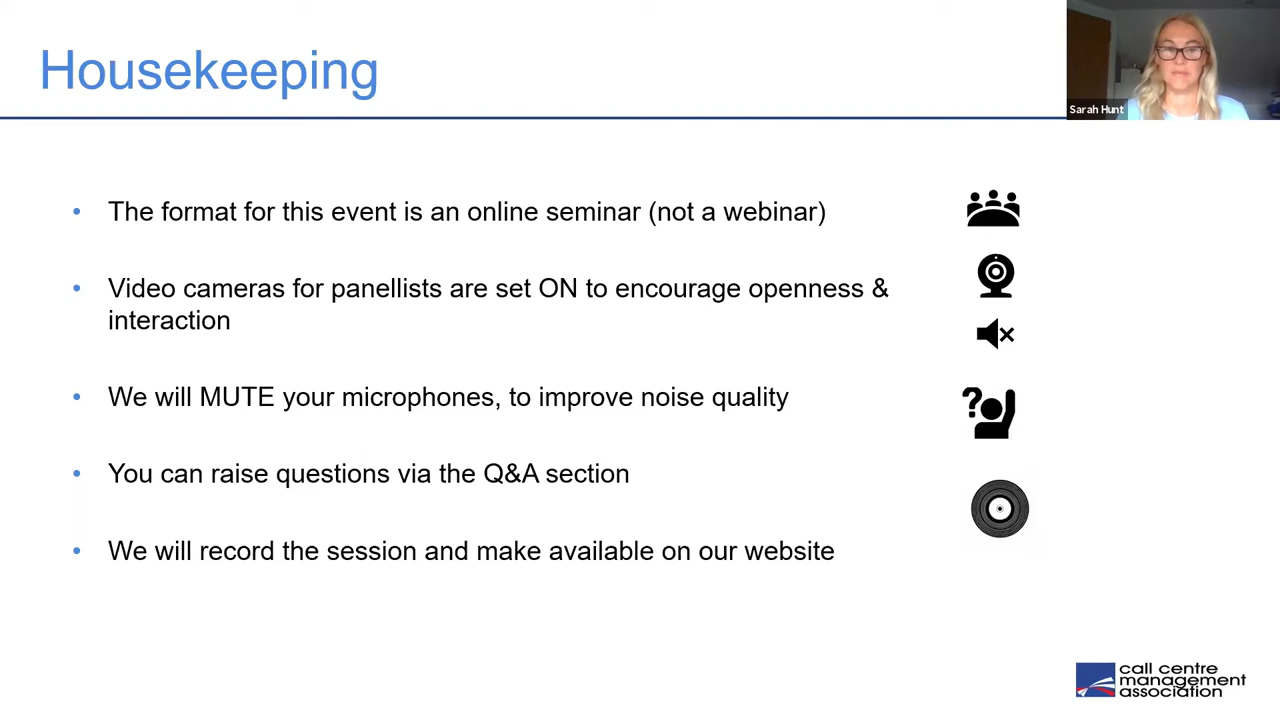 Housekeeping
Sarah Hunt
• The format for this event is an online seminar (not a webinar)
• Video cameras for panellists are set ON to encourage openness &
interaction
• We will MUTE your microphones, to improve noise quality
• You can raise questions via the Q&A section
• We will record the session and make available on our website
call centre
management
association